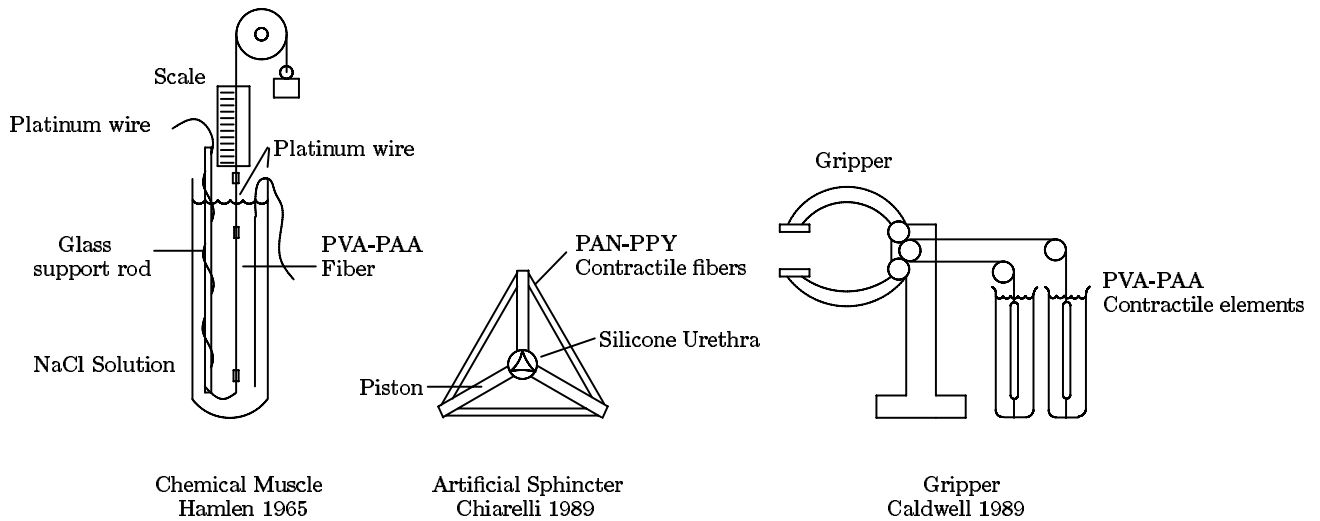 Scale
Platinum wire
Platinum wire
Glass
support rod
PVA-PAA
Fiber
NaCl Solution
Chemical Muscle
Hamlen 1965
PAN-PPY
Contractile fibers
Silicone Urethra
Piston
Artificial Sphincter
Chiarelli 1989
Gripper
PVA-PAA
Contractile elements
Gripper
Caldwell 1989